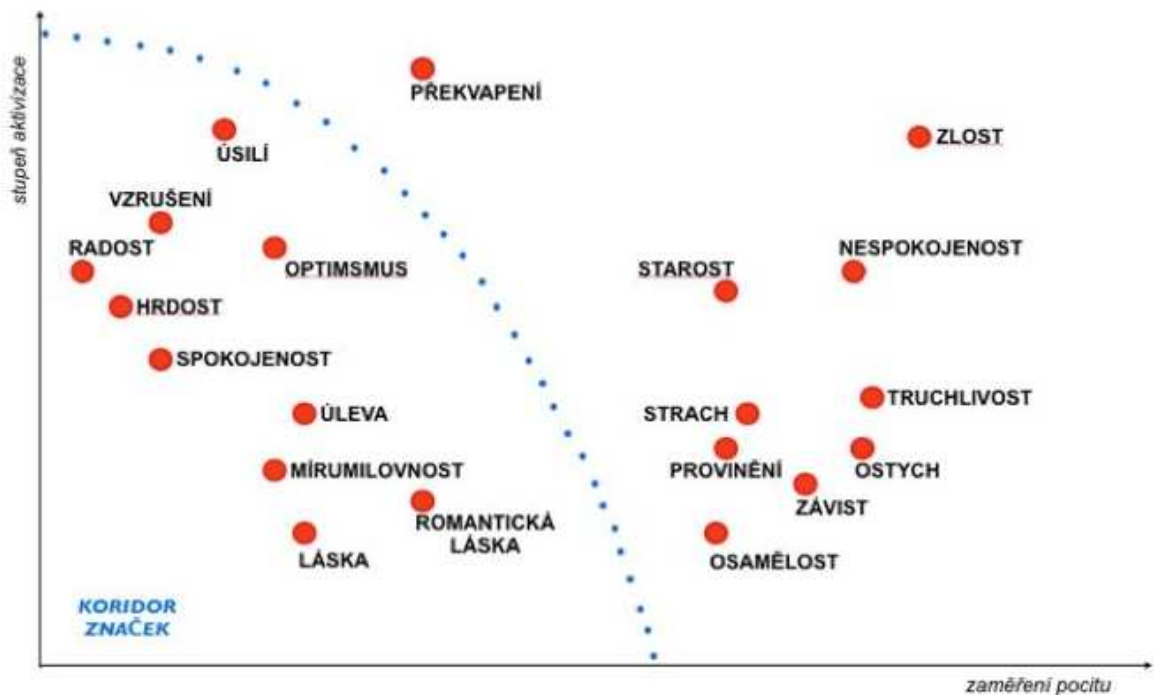 stupeň aktivizace
PŘEKVAPENÍ
ZLOST
ÚSILÍ
VZRUŠENÍ
RADOST
OPTIMSMUS
STAROST
NESPOKOJENOST
HRDOST
SPOKOJENOST
TRUCHLIVOST
ÚLEVA
STRACH
MÍRUMILOVNOST
PROVINĚNÍ
OSTYCH
ZÁVIST
ROMANTICKÁ
LÁSKA
LÁSKA
OSAMĚLOST
KORIDOR
ZNAČEK
zaměření pocitu